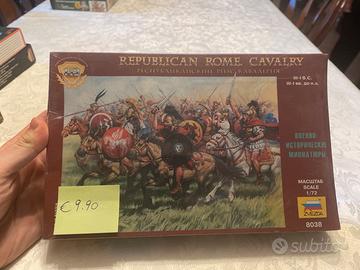 REPUBLICAN ROME CAVALRY
РЕСПУБЛИКАНСКИЙ РИМ. КАВАЛЕРИЯ
III-I B.C.
III-I вв. до н.э.
ВОЕННО-
ИСТОРИЧЕСКИЕ
МИНИАТЮРЫ
МАСШТАБ
SCALE
1/72
ZVEZDA
8038
€9.90
subito